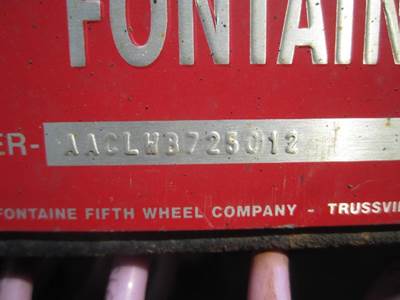 FONTAIN
ER- AACLWB725012
FONTAINE FIFTH WHEEL COMPANY - TRUSSVI